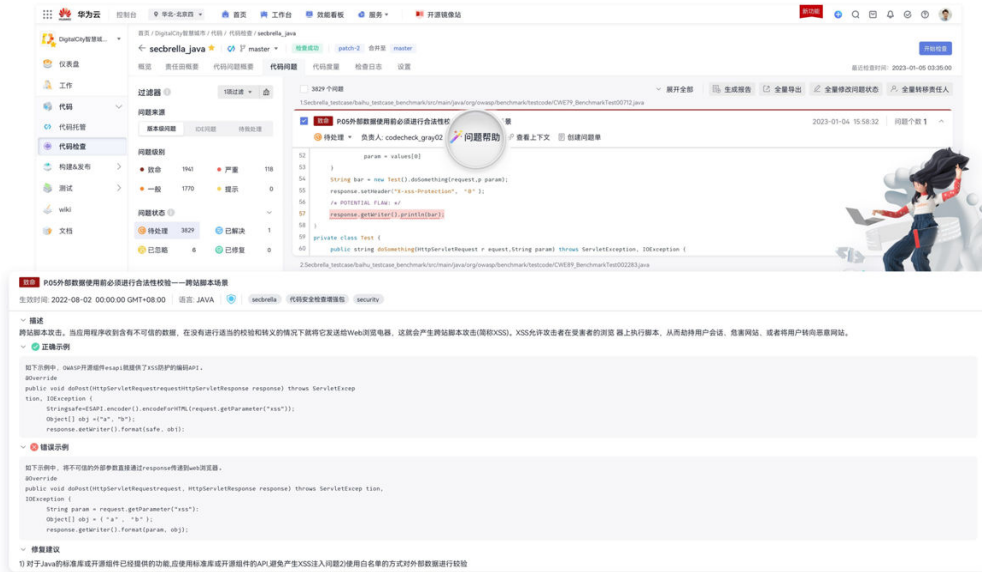 华为云 控制台 华北-北京四 首页 工作台 效能看板 服务 开源镜像站 新功能
DigitalCity智慧城... 首页 / DigitalCity智慧城市 / 代码 / 代码检查 / secbrella_java
secbrella_java master 检查成功 patch-2 合并至 master 开始检查
仪表盘 概览 责任田概要 代码问题概要 代码问题 代码度量 检查日志 设置 最近检查时间: 2023-01-05 03:35:00
工作 过滤器 1项过滤 3829 个问题 展开全部 生成报告 全量导出 全量修改问题状态 全量转移责任人
代码 问题来源 1.Secbrella_testcase/baihu_testcase_benchmark/src/main/java/org/owasp/benchmark/testcode/CWE79_BenchmarkTest00712.java
代码托管 版本级问题 IDE问题 致命 P.05外部数据使用前必须进行合法性校 景 2023-01-04 15:58:32 问题个数 1
代码检查 问题级别 待处理 负责人: codecheck_gray02 问题帮助 查看上下文 创建问题单
构建&发布 致命 1941 严重 118
测试 一般 1770 提示 0
wiki 问题状态
文档 待处理 3829 已解决 1
已忽略 6 已修复 0
52 param = values[0]
53 }
54 String bar = new Test().doSomething(request,p param);
55 response.setHeader("X-xss-Protection", "0" );
56 /* POTENTIAL FLAW: */
57 response.getWriter().println(bar);
58 }
59 private class Test {
60 public string doSomething(HttpServletRequest r equest,String param) throws ServletException, IOException {
2.Secbrella_testcase/baihu_testcase_benchmark/src/main/java/org/owasp/benchmark/testcode/CWE89_BenchmarkTest002283.java
致命 P.05外部数据使用前必须进行合法性校验——跨站脚本场景
生效时间: 2022-08-02 00:00:00 GMT+08:00 语言: JAVA secbrella 代码安全检查增强包 security
描述
跨站脚本攻击。当应用程序收到含有不可信的数据，在没有进行适当的校验和转义的情况下就将它发送给Web浏览电器，这就会产生跨站脚本攻击(简称XSS)。XSS允许攻击者在受害者的浏览 器上执行脚本，从而劫持用户会话、危害网站、或者将用户转向恶意网站。
正确示例
如下示例中，OWASP开源组件esapi就提供了XSS防护的编码API.
@Override
public void doPost(HttpServletRequestrequestHttpServletResponse response) throws ServletExcep
tion, IOException {
Stringsafe=ESAPI.encoder().encodeforHTML(request.getParameter("xss"));
Object[] obj =("a", "b");
response.getWriter().format(safe, obi);
错误示例
如下示例中，将不可信的外部参数直接通过response传递到web浏览器。
@Override
public void doPost(HttpServletRequestrequest, HttpServletResponse response) throws ServletExcep tion,
IOException {
String param = request.getParameter("xss"):
Object[] obj = { "a" , "b" );
response.getWriter().format(param, obj);
修复建议
1) 对于Java的标准库或开源组件已经提供的功能,应使用标准库或开源组件的API,避免产生XSS注入问题2)使用白名单的方式对外部数据进行较验